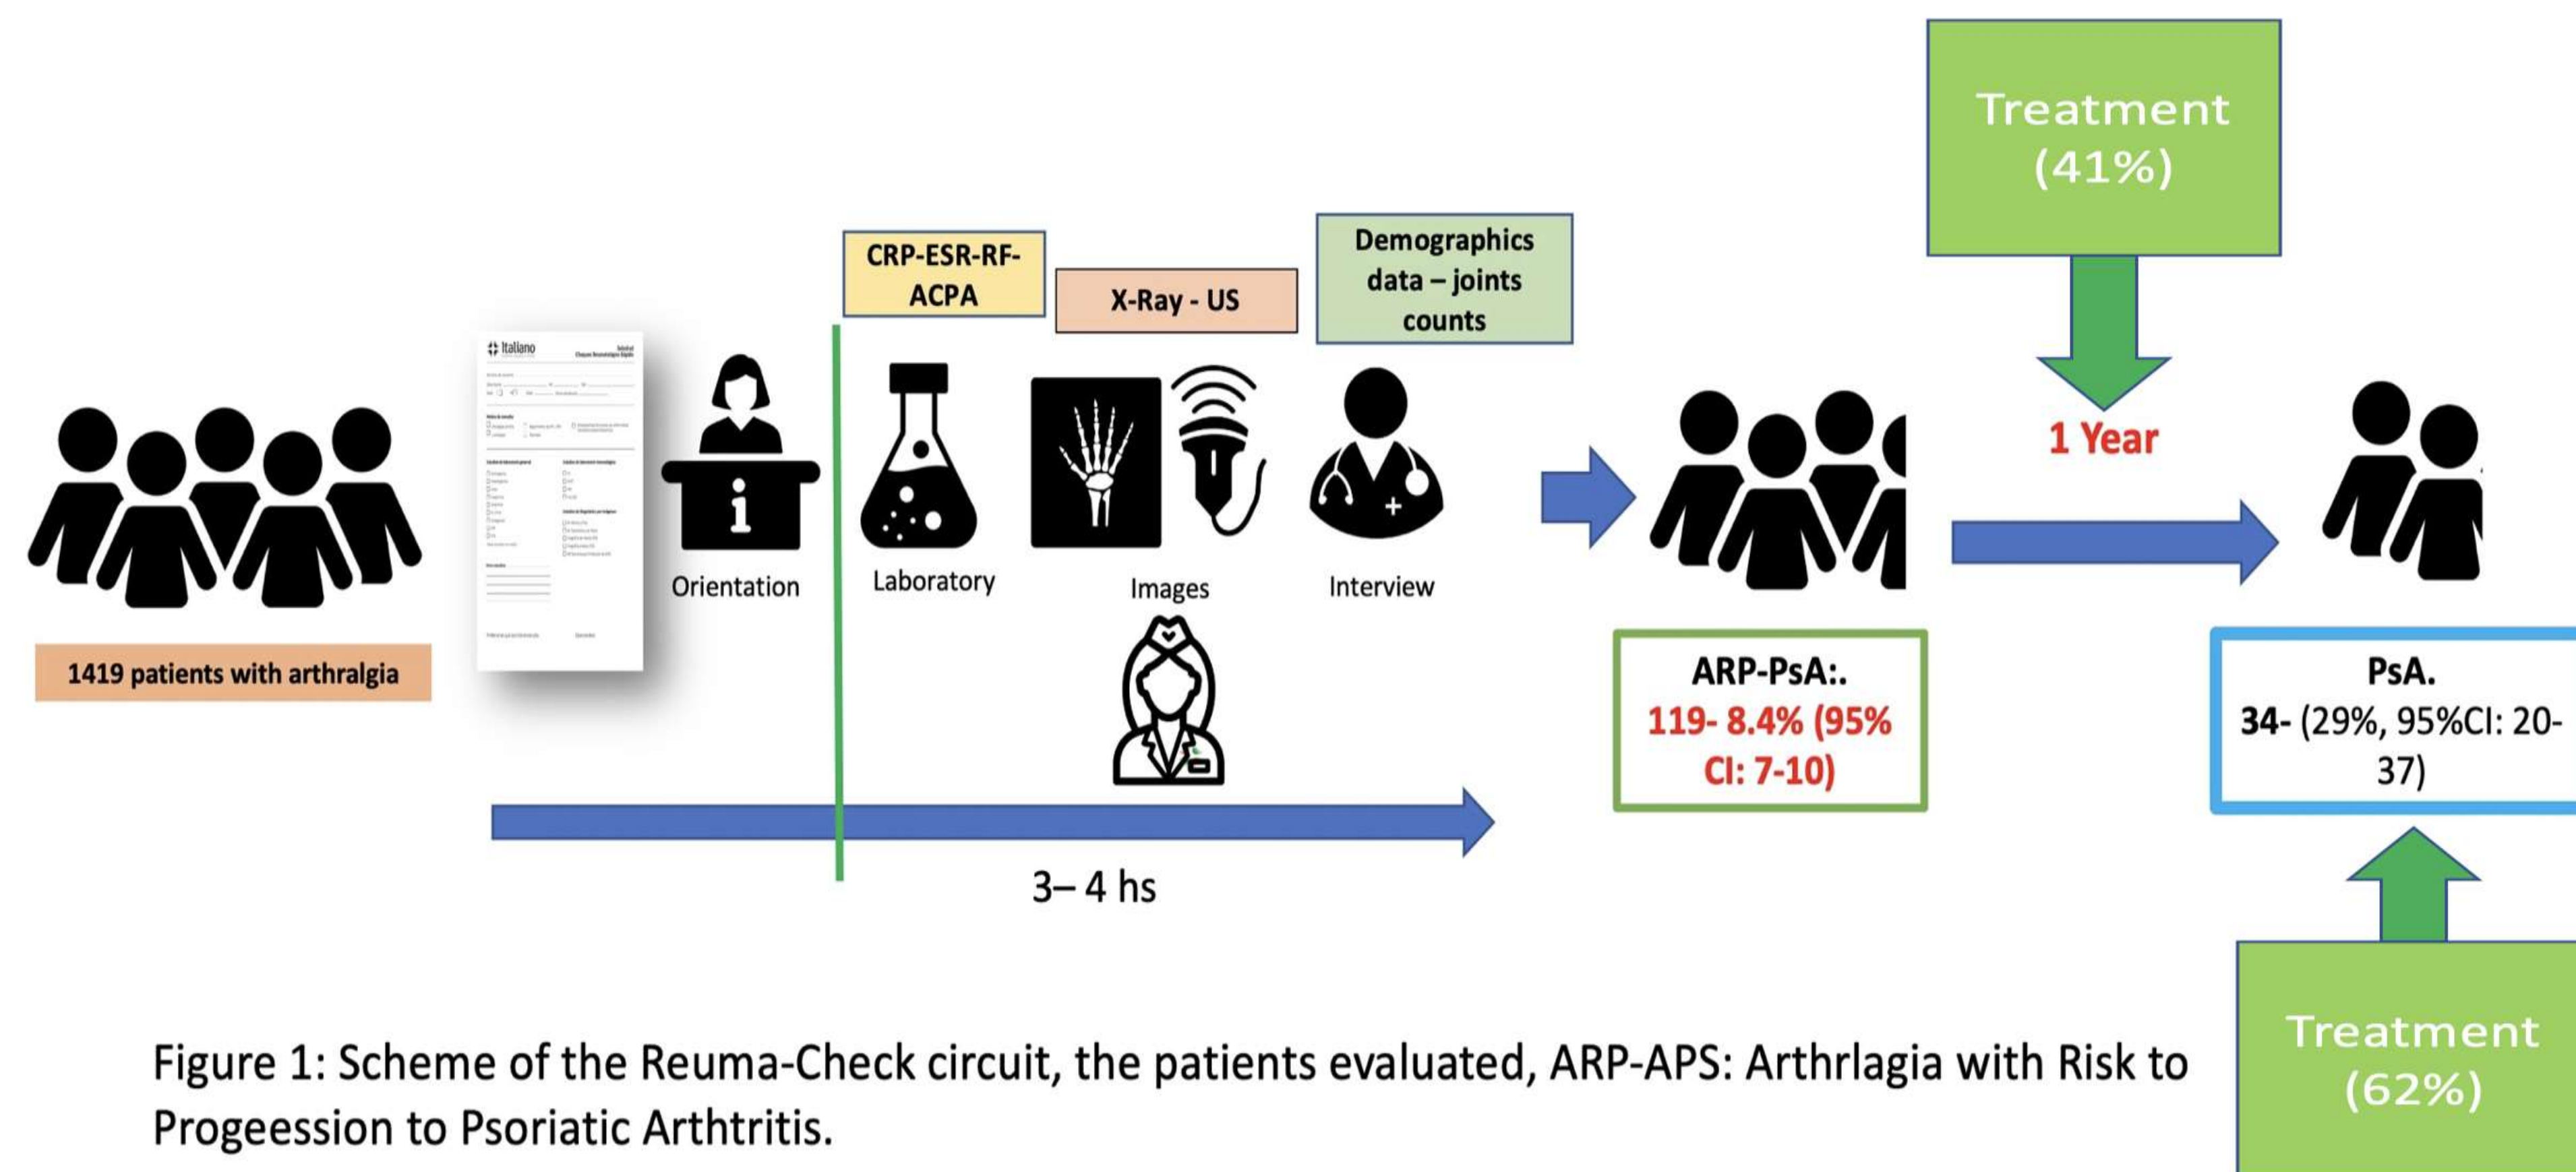 Treatment
(41%)
CRP-ESR-RF-
ACPA
X-Ray - US
Demographics
data – joints
counts
Italiano
1 Year
Orientation
Laboratory
Images
Interview
1419 patients with arthralgia
ARP-PsA:.
119- 8.4% (95%
CI: 7-10)
PsA.
34- (29%, 95%CI: 20-
37)
3– 4 hs
Treatment
(62%)
Figure 1: Scheme of the Reuma-Check circuit, the patients evaluated, ARP-APS: Arthrlagia with Risk to
Progeession to Psoriatic Arthtritis.